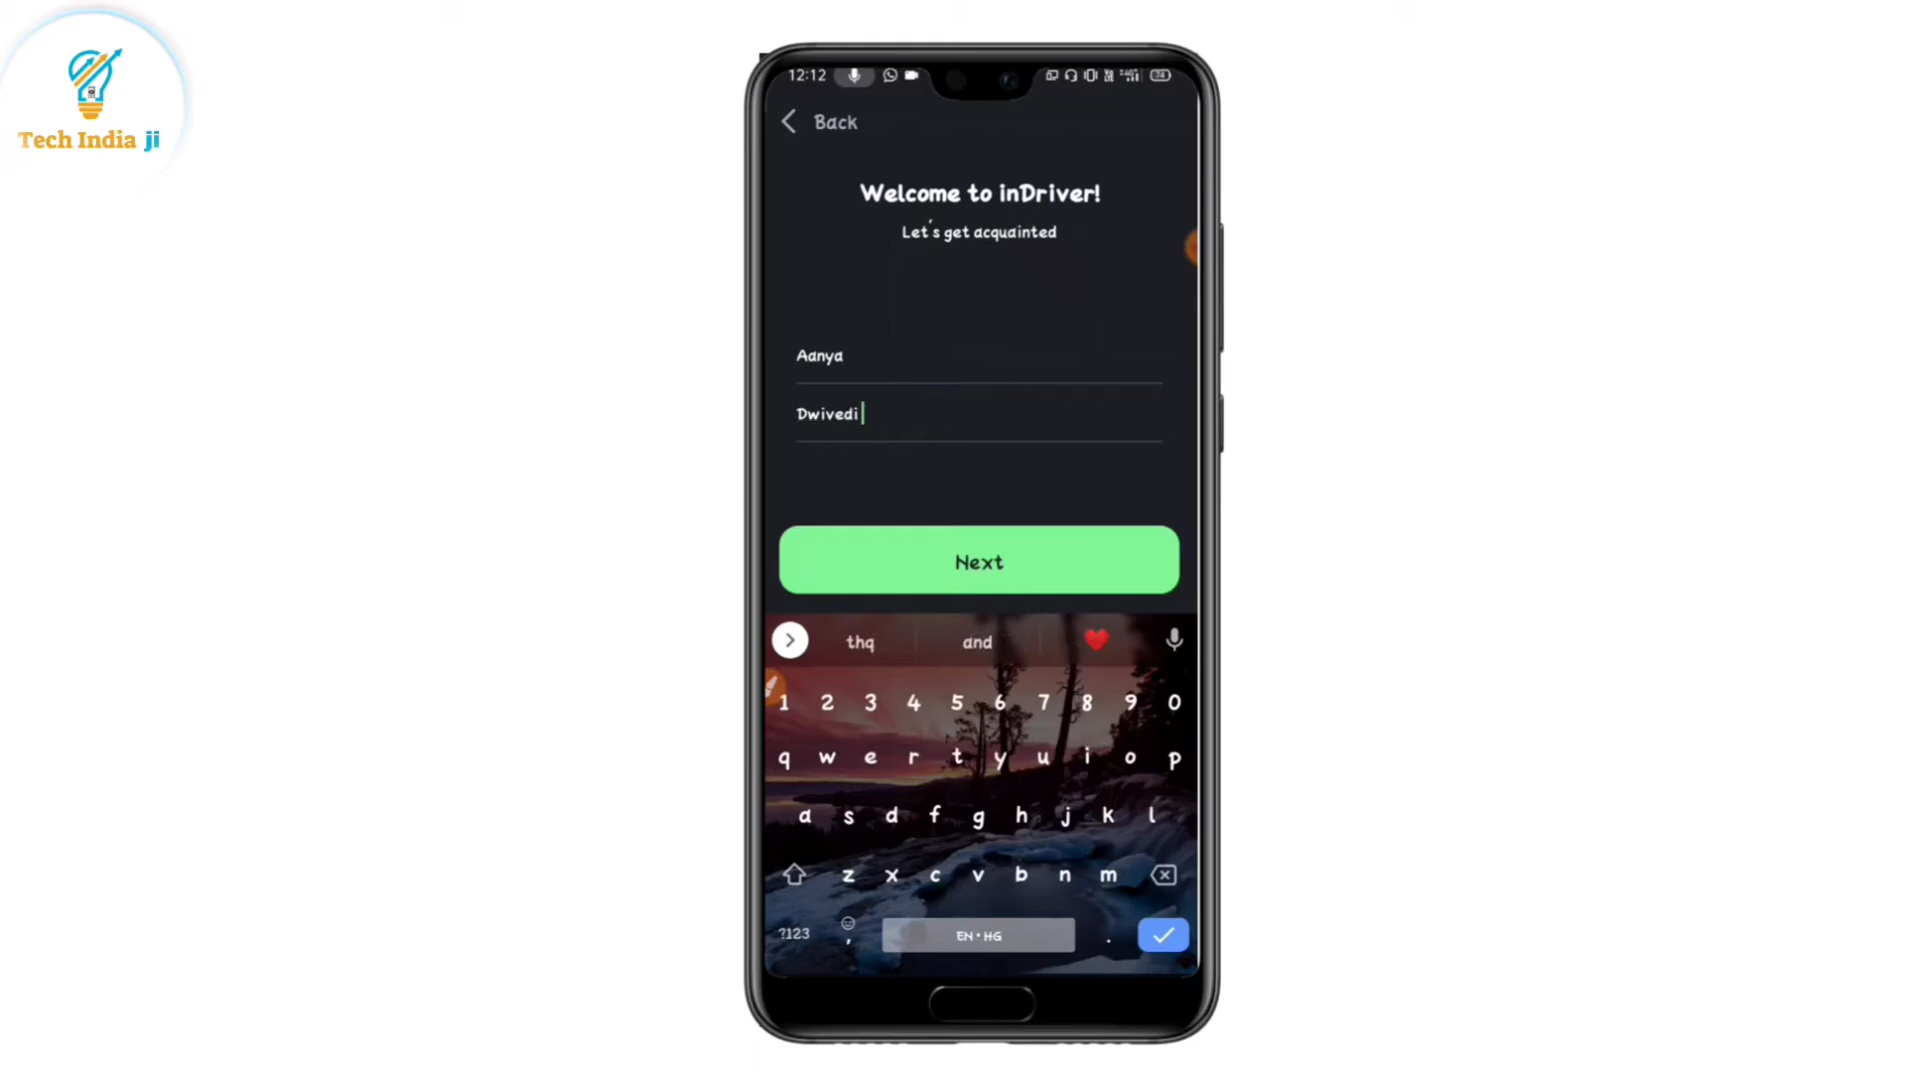 Tech India ji
12:12
74
Back
Welcome to inDriver!
Let's get acquainted
Aanya
Dwivedi
Next
thq and
1 2 3 4 5 6 7 8 9 0
q w e r t y u i o p
a s d f g h j k l
z x c v b n m
?123 , EN • HG .